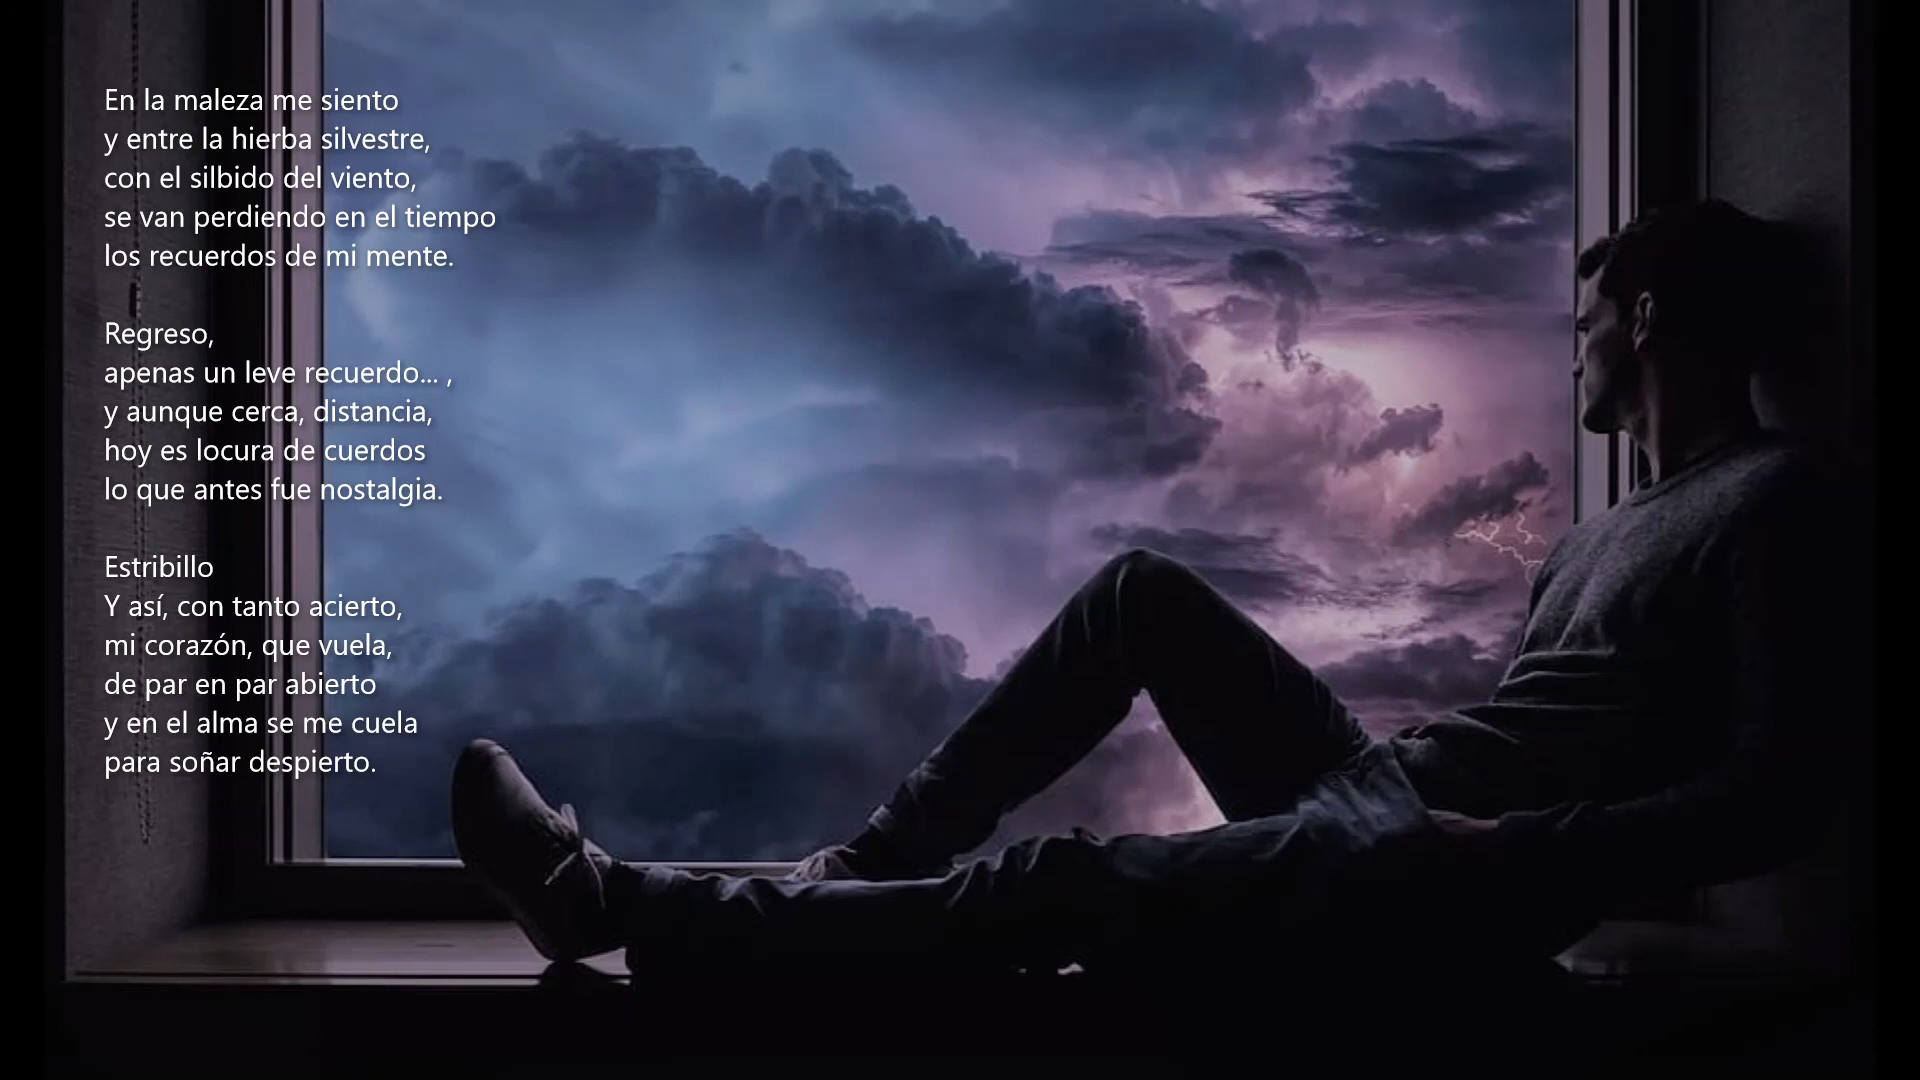 En la maleza me siento
y entre la hierba silvestre,
con el silbido del viento,
se van perdiendo en el tiempo
los recuerdos de mi mente.
Regreso,
apenas un leve recuerdo... ,
y aunque cerca, distancia,
hoy es locura de cuerdos
lo que antes fue nostalgia.
Estribillo
Y así, con tanto acierto,
mi corazón, que vuela,
de par en par abierto
y en el alma se me cuela
para soñar despierto.